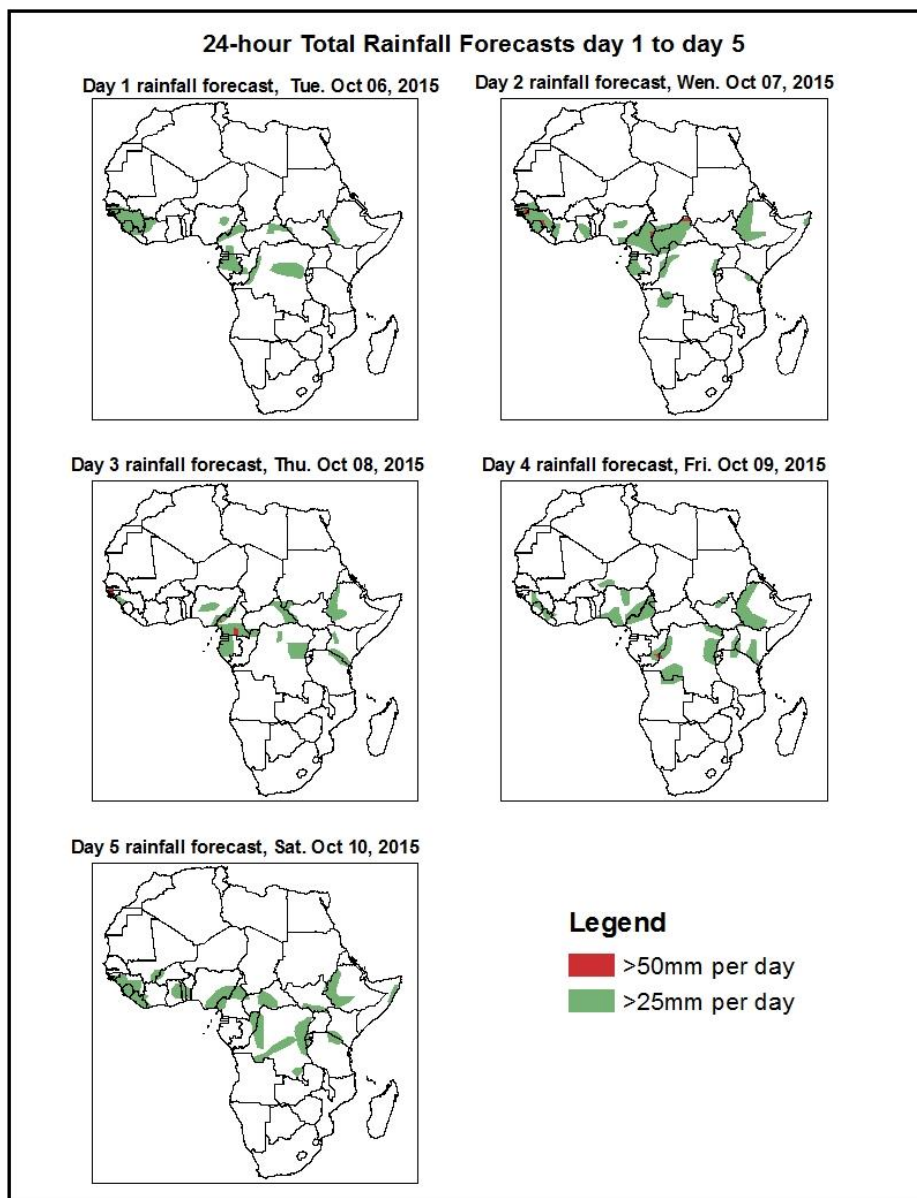 24-hour Total Rainfall Forecasts day 1 to day 5
Day 1 rainfall forecast, Tue. Oct 06, 2015
Day 2 rainfall forecast, Wen. Oct 07, 2015
Day 3 rainfall forecast, Thu. Oct 08, 2015
Day 4 rainfall forecast, Fri. Oct 09, 2015
Day 5 rainfall forecast, Sat. Oct 10, 2015
Legend
>50mm per day
>25mm per day